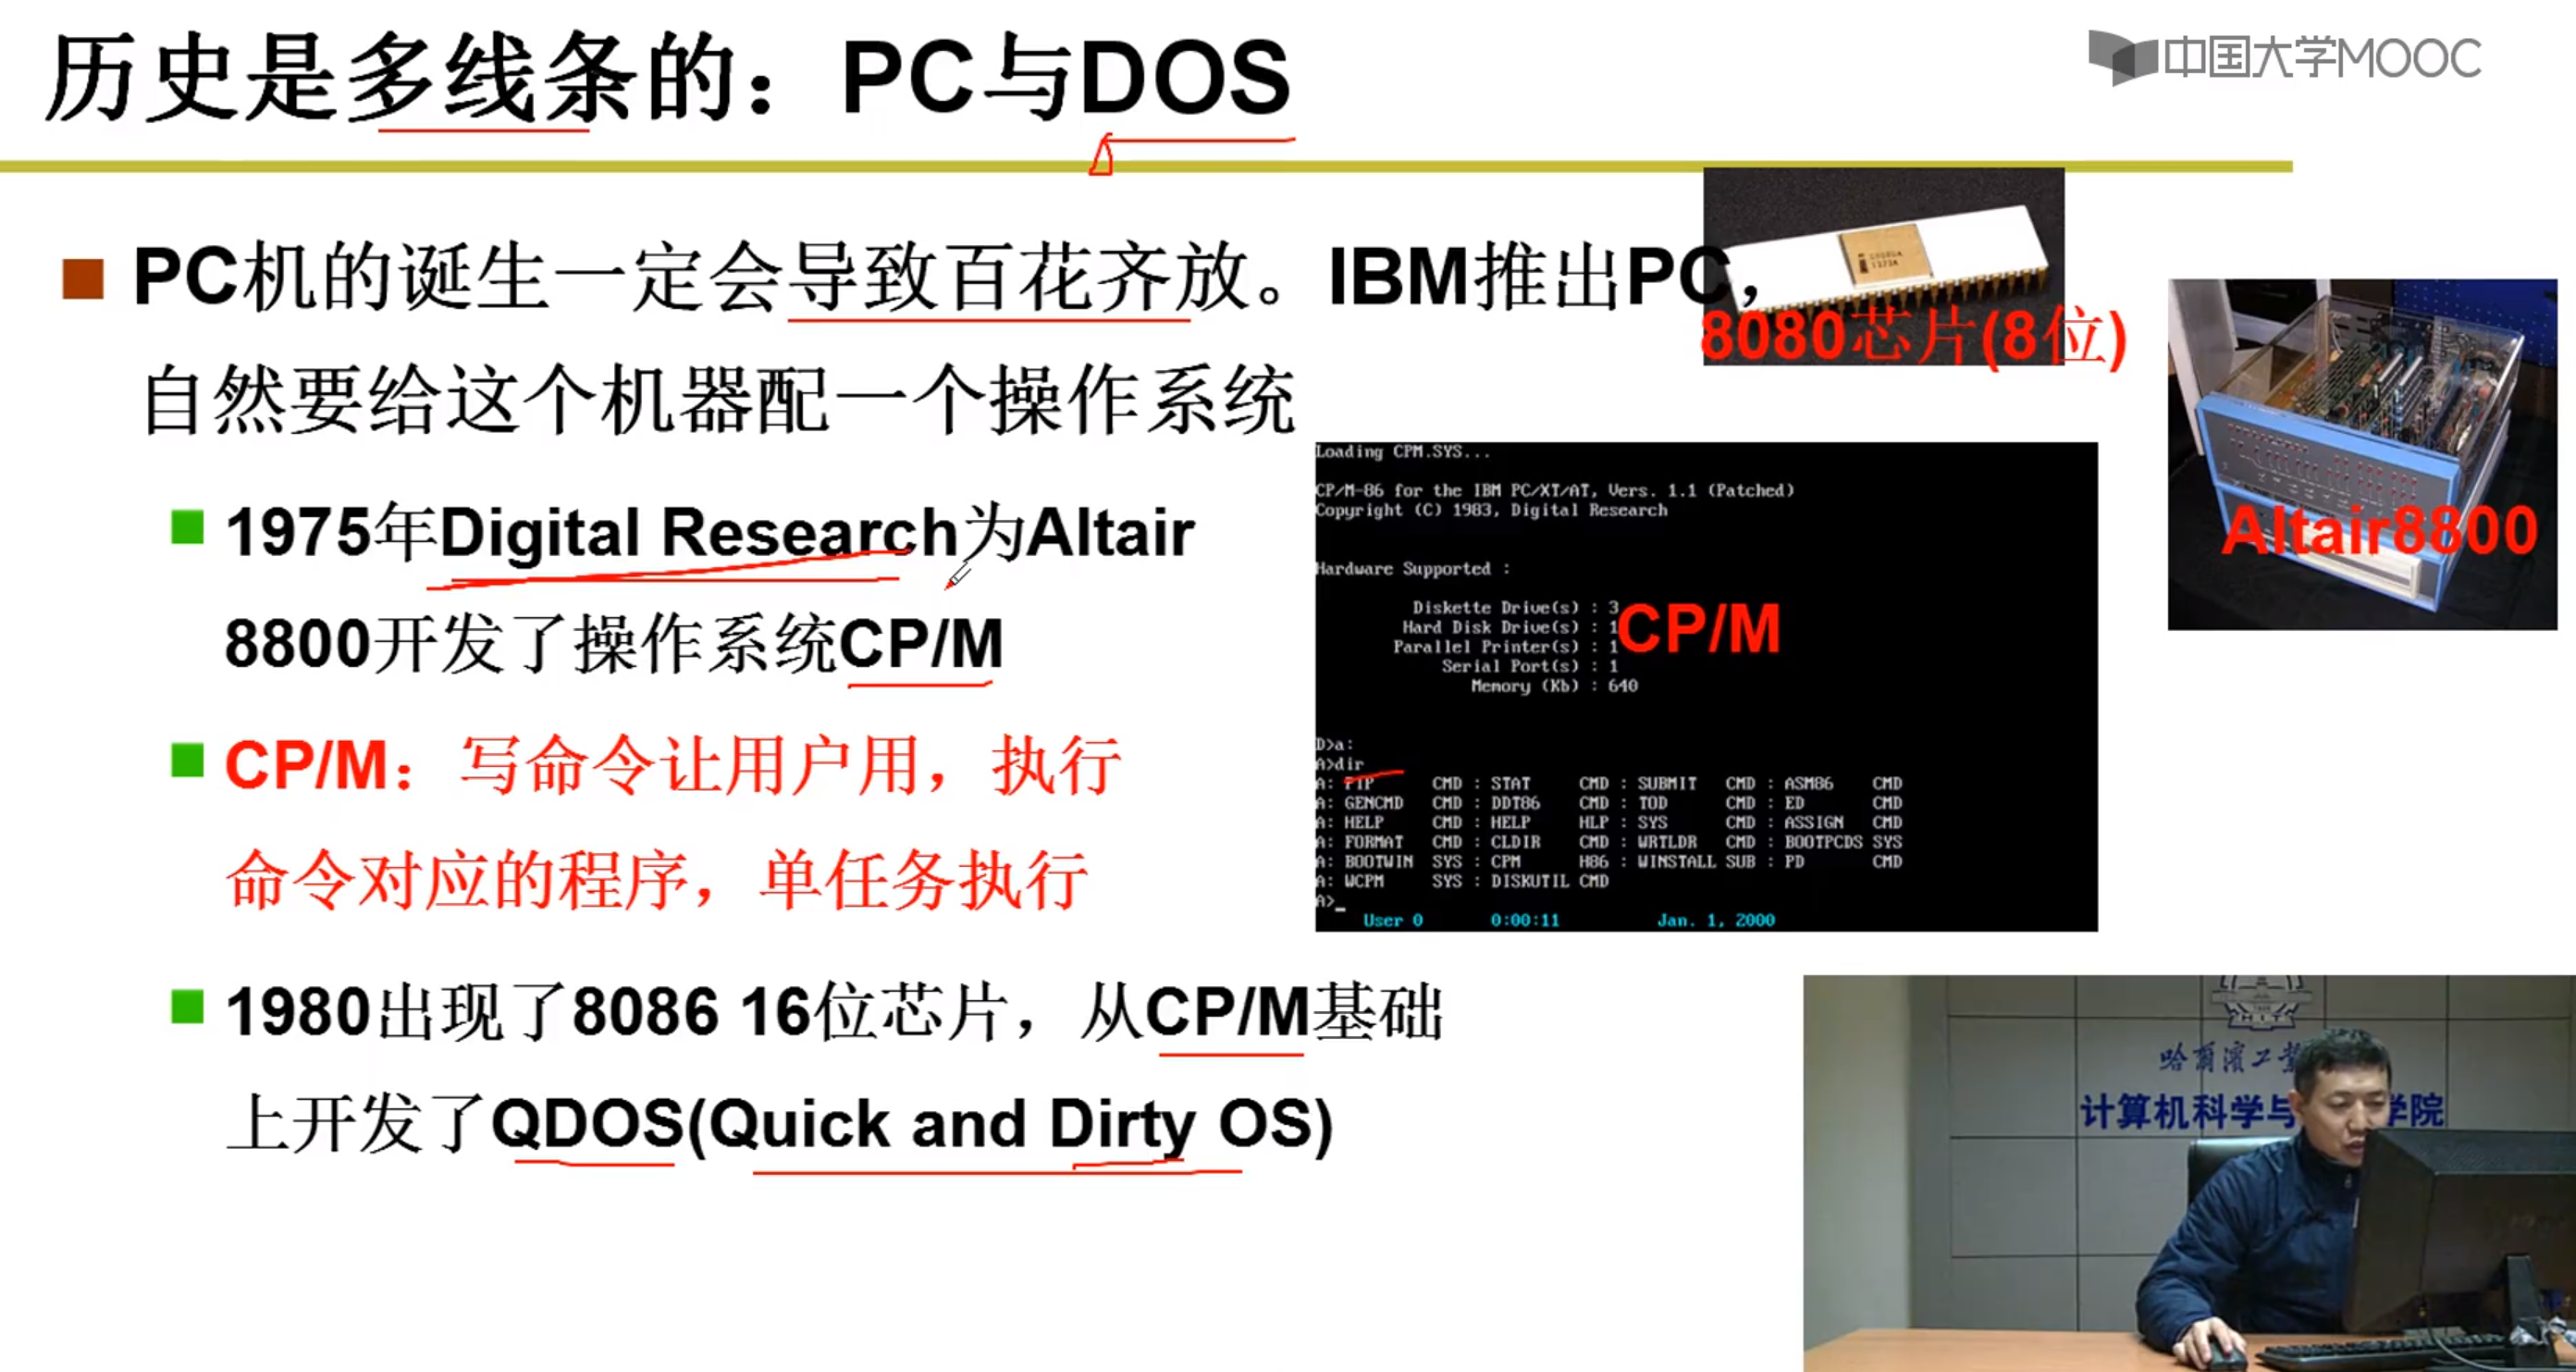 历史是多线条的：PC与DOS
中国大学MOOC
PC机的诞生一定会导致百花齐放。IBM推出PC，
自然要给这个机器配一个操作系统
8080芯片(8位)
Altair8800
1975年Digital Research为Altair
8800开发了操作系统CP/M
CP/M：写命令让用户用，执行
命令对应的程序，单任务执行
1980出现了8086 16位芯片，从CP/M基础
上开发了QDOS(Quick and Dirty OS)
Loading CPM.SYS...
CP/M-86 for the IBM PC/XT/AT, Vers. 1.1 (Patched)
Copyright (C) 1983, Digital Research
Hardware Supported :
Diskette Drive(s) : 3
Hard Disk Drive(s) : 1
Parallel Printer(s) : 1
Serial Port(s) : 1
Memory (Kb) : 640
CP/M
D>a:
A>dir
A: PIP CMD : STAT CMD : SUBMIT CMD : ASM86 CMD
A: GENCMD CMD : DDT86 CMD : TOD CMD : ED CMD
A: HELP CMD : HELP HLP : SYS CMD : ASSIGN CMD
A: FORMAT CMD : CLDIR CMD : WRTLDR CMD : BOOTPCDS SYS
A: BOOTWIN SYS : CPM H86 : WINSTALL SUB : PD CMD
A: WCPM SYS : DISKUTIL CMD
A>_
User 0 0:00:11 Jan. 1, 2000
HIT
哈爾濱工業
计算机科学与 学院